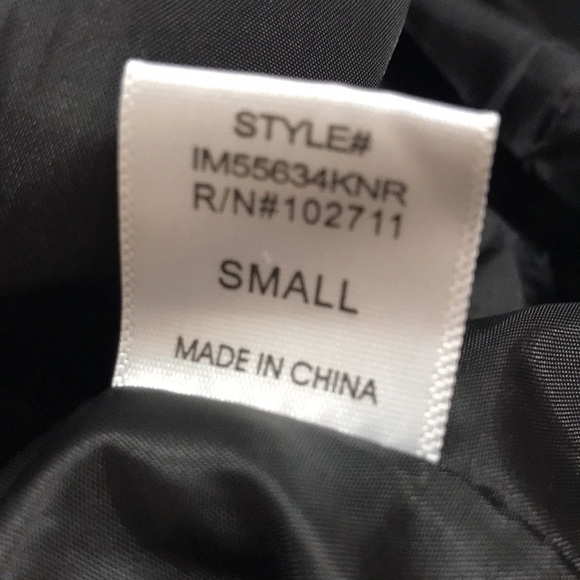 STYLE#
IM55634KNR
R/N#102711
SMALL
MADE IN CHINA